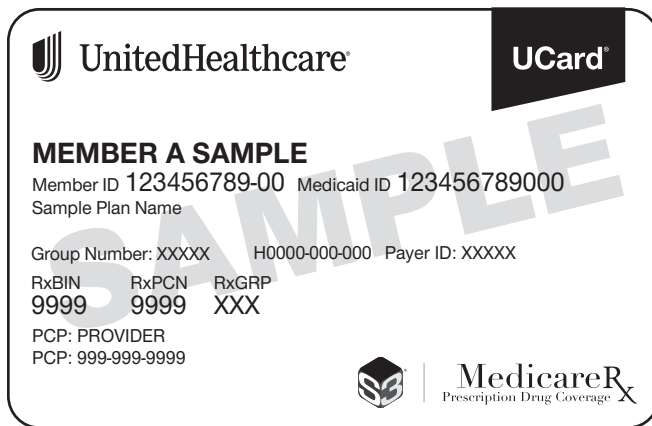 UnitedHealthcare®
UCard®
MEMBER A SAMPLE
Member ID 123456789-00 Medicaid ID 123456789000
Sample Plan Name
Group Number: XXXXX H0000-000-000 Payer ID: XXXXX
RxBIN RxPCN RxGRP
9999 9999 XXX
PCP: PROVIDER
PCP: 999-999-9999
SAMPLE
S3
MedicareRx
Prescription Drug Coverage